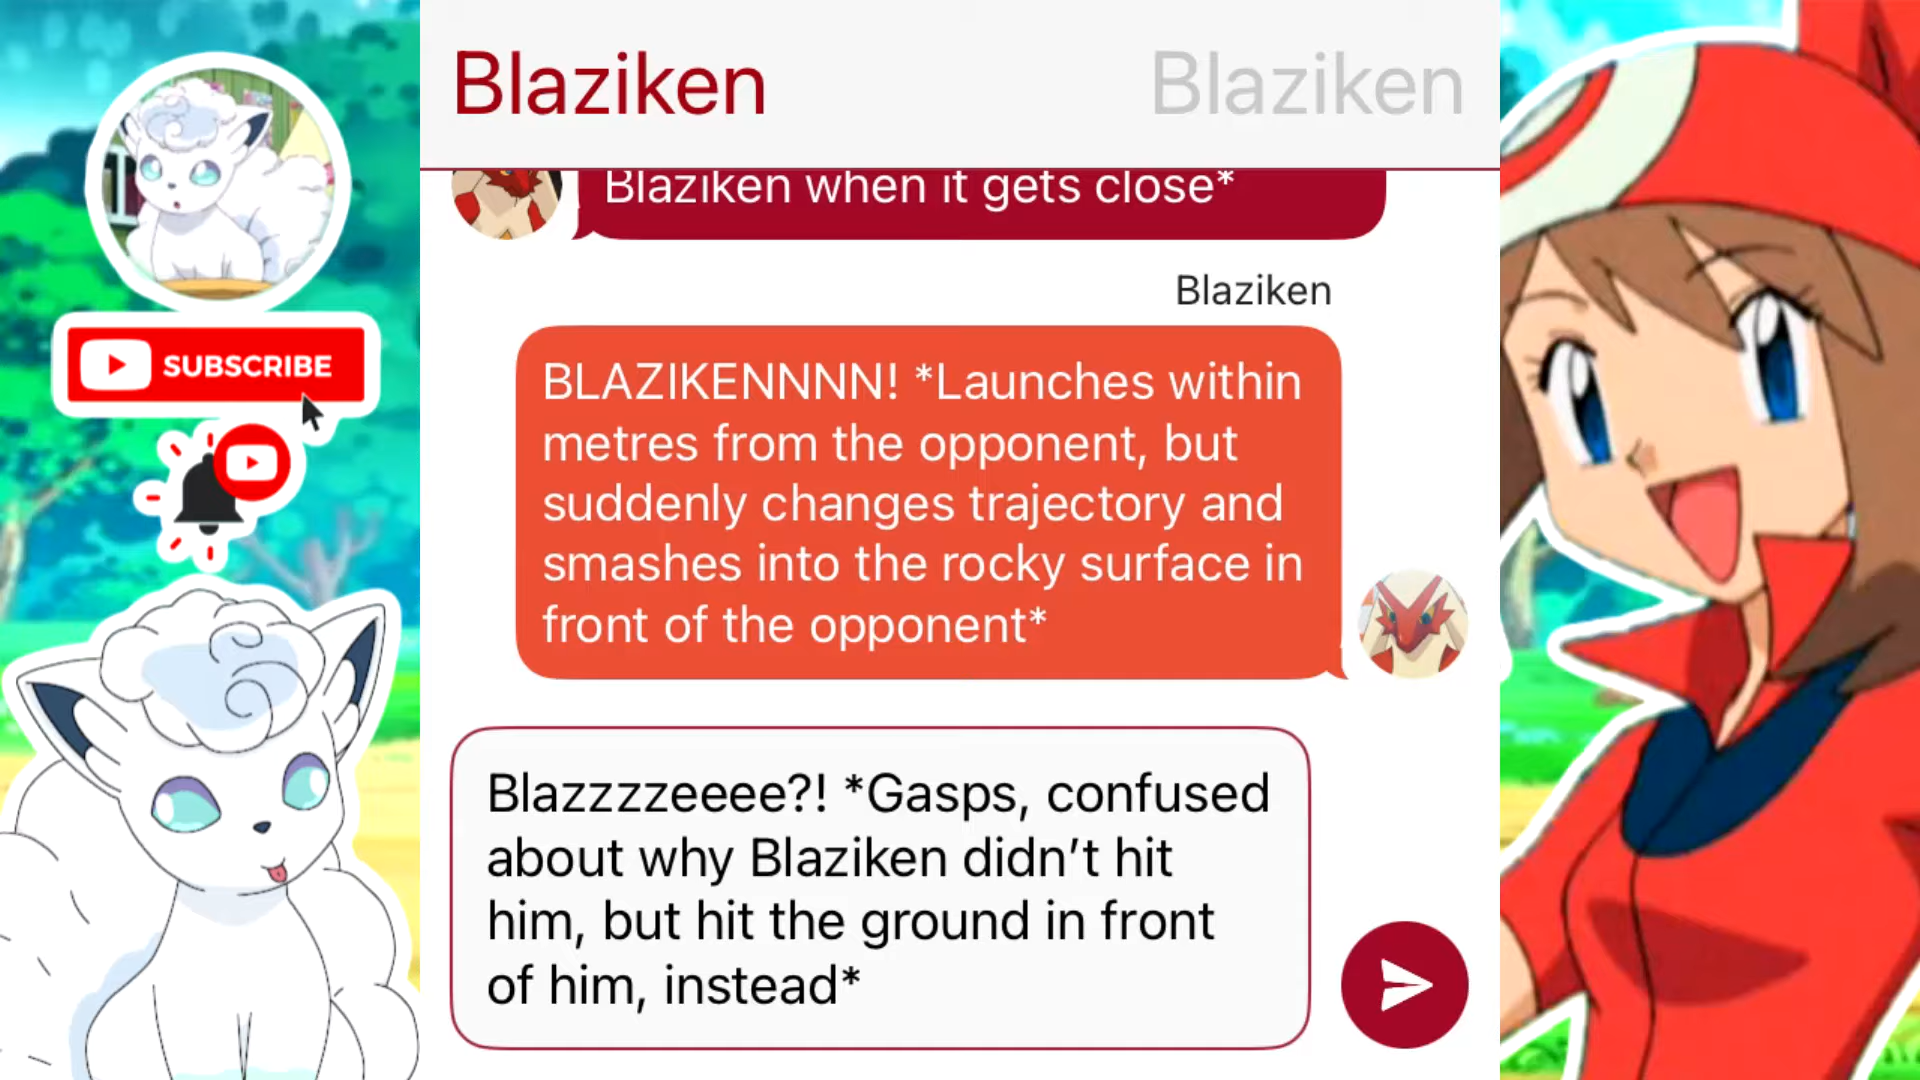 Blaziken
Blaziken
Blaziken when it gets close*
Blaziken
BLAZIKENNNN! *Launches within
metres from the opponent, but
suddenly changes trajectory and
smashes into the rocky surface in
front of the opponent*
Blazzzzeeee?! *Gasps, confused
about why Blaziken didn’t hit
him, but hit the ground in front
of him, instead*
SUBSCRIBE